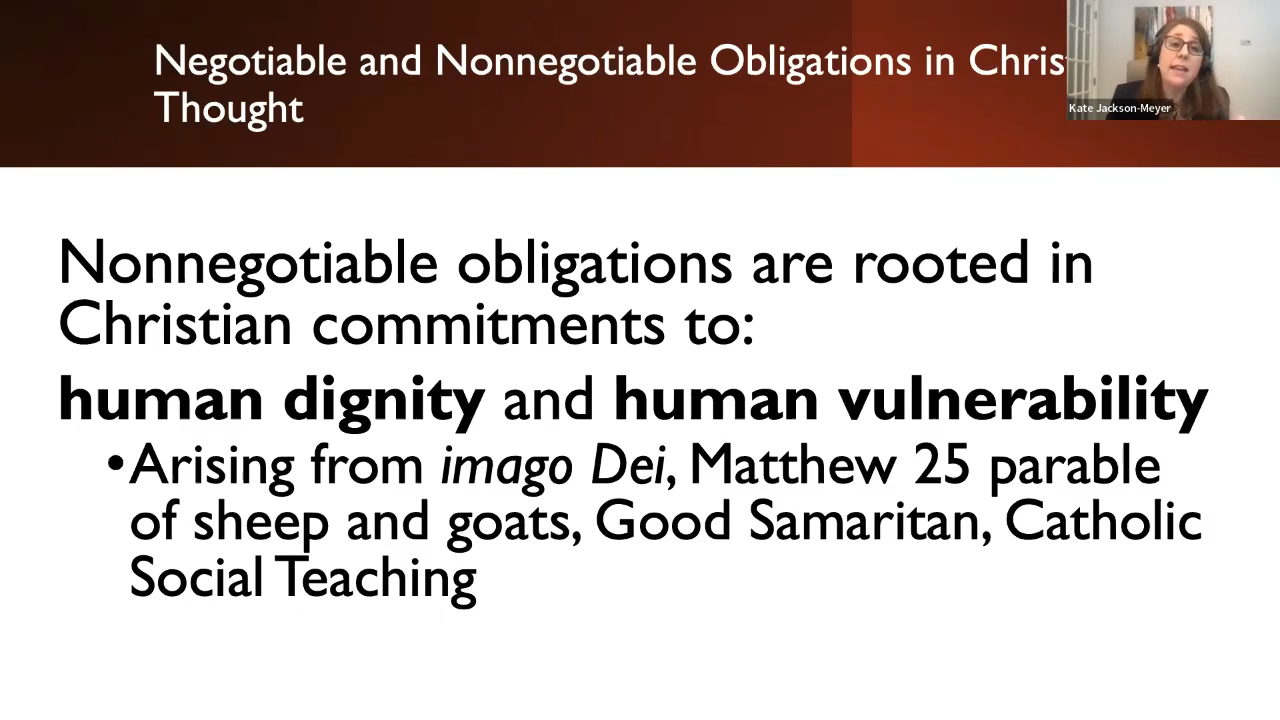 Negotiable and Nonnegotiable Obligations in Chris
Thought
Kate Jackson-Meyer
Nonnegotiable obligations are rooted in
Christian commitments to:
human dignity and human vulnerability
•Arising from imago Dei, Matthew 25 parable
of sheep and goats, Good Samaritan, Catholic
Social Teaching